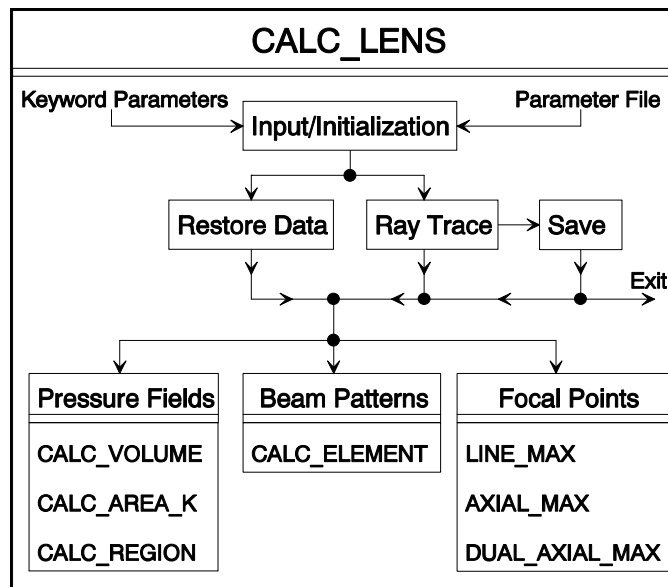 CALC_LENS
Keyword Parameters
Parameter File
Input/Initialization
Restore Data
Ray Trace
Save
Exit
Pressure Fields
CALC_VOLUME
CALC_AREA_K
CALC_REGION
Beam Patterns
CALC_ELEMENT
Focal Points
LINE_MAX
AXIAL_MAX
DUAL_AXIAL_MAX